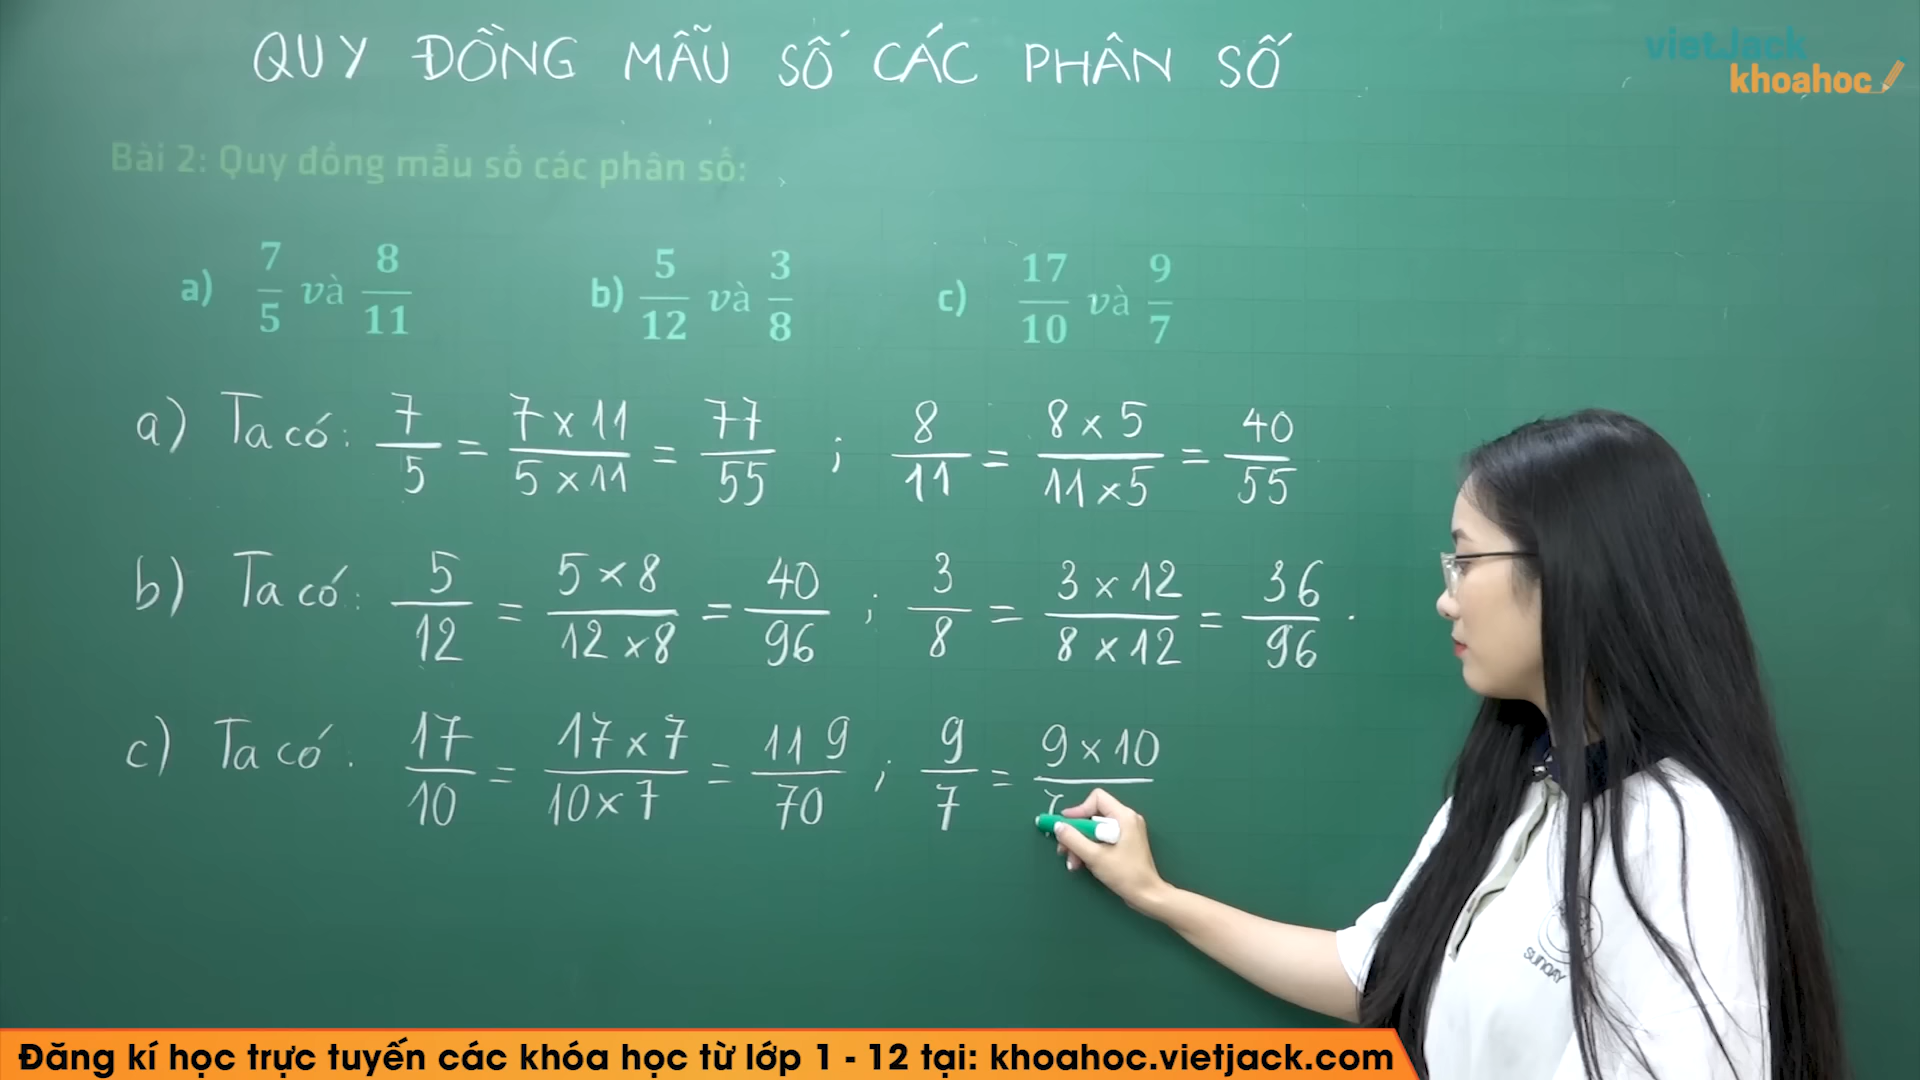 QUY ĐỒNG MẪU SỐ CÁC PHÂN SỐ
vietJack
khoahoc
Bài 2: Quy đồng mẫu số các phân số:
a) 7/5 và 8/11 b) 5/12 và 3/8 c) 17/10 và 9/7
a) Ta có: 7/5 = 7 x 11 / 5 x 11 = 77/55 ; 8/11 = 8 x 5 / 11 x 5 = 40/55
b) Ta có: 5/12 = 5 x 8 / 12 x 8 = 40/96 ; 3/8 = 3 x 12 / 8 x 12 = 36/96 .
c) Ta có: 17/10 = 17 x 7 / 10 x 7 = 119/70 ; 9/7 = 9 x 10 / 7
SUNDAY
Đăng kí học trực tuyến các khóa học từ lớp 1 - 12 tại: khoahoc.vietjack.com